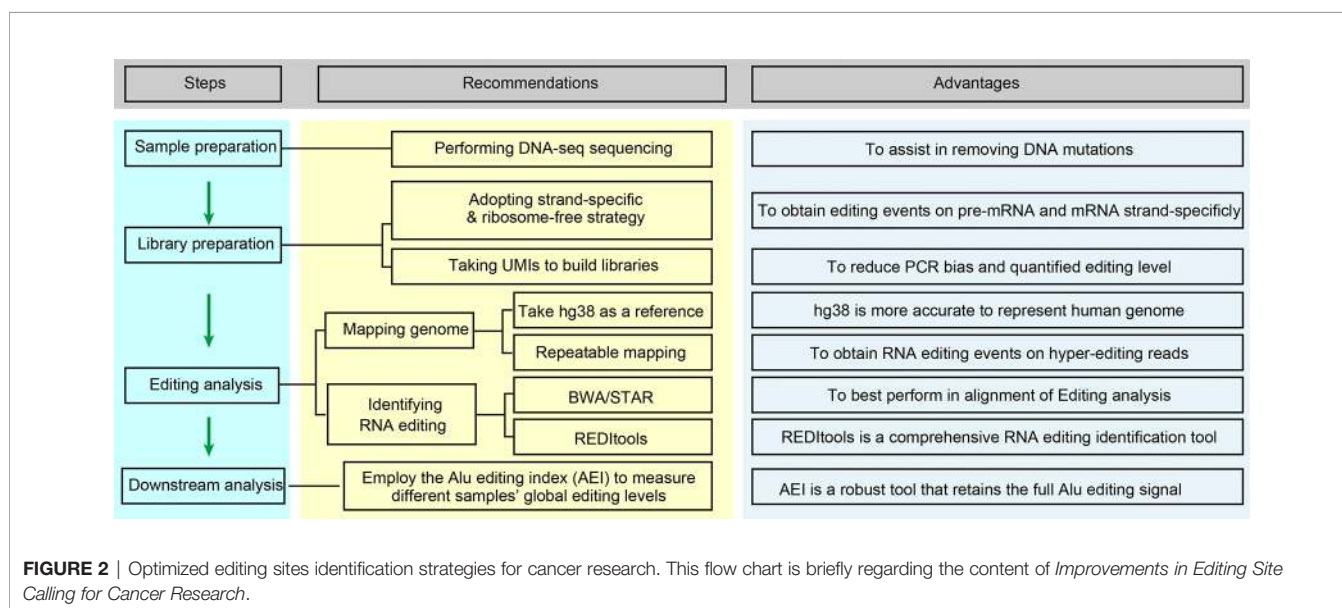 Steps
Recommendations
Advantages
Sample preparation
Performing DNA-seq sequencing
To assist in removing DNA mutations
Library preparation
Adopting strand-specific
& ribosome-free strategy
To obtain editing events on pre-mRNA and mRNA strand-specificly
Taking UMIs to build libraries
To reduce PCR bias and quantified editing level
Editing analysis
Mapping genome
Take hg38 as a reference
hg38 is more accurate to represent human genome
Repeatable mapping
To obtain RNA editing events on hyper-editing reads
Identifying
RNA editing
BWA/STAR
To best perform in alignment of Editing analysis
REDItools
REDItools is a comprehensive RNA editing identification tool
Downstream analysis
Employ the Alu editing index (AEI) to measure
different samples' global editing levels
AEI is a robust tool that retains the full Alu editing signal
FIGURE 2 | Optimized editing sites identification strategies for cancer research. This flow chart is briefly regarding the content of Improvements in Editing Site
Calling for Cancer Research.